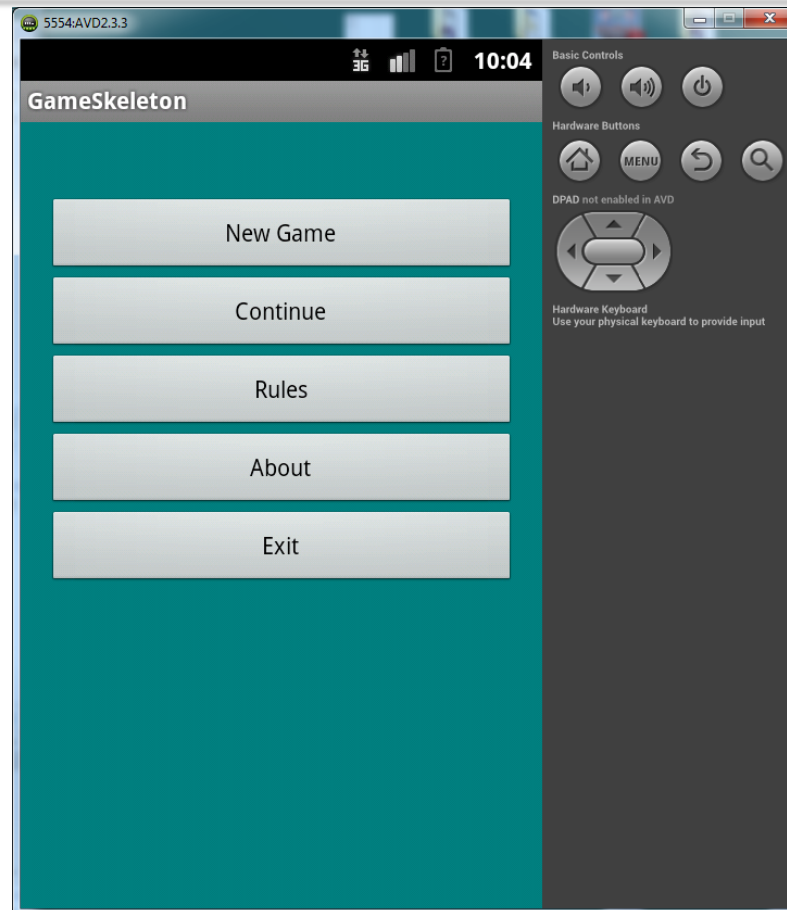 5554:AVD2.3.3
3G
?
10:04
Basic Controls
GameSkeleton
Hardware Buttons
MENU
DPAD not enabled in AVD
Hardware Keyboard
Use your physical keyboard to provide input
New Game
Continue
Rules
About
Exit